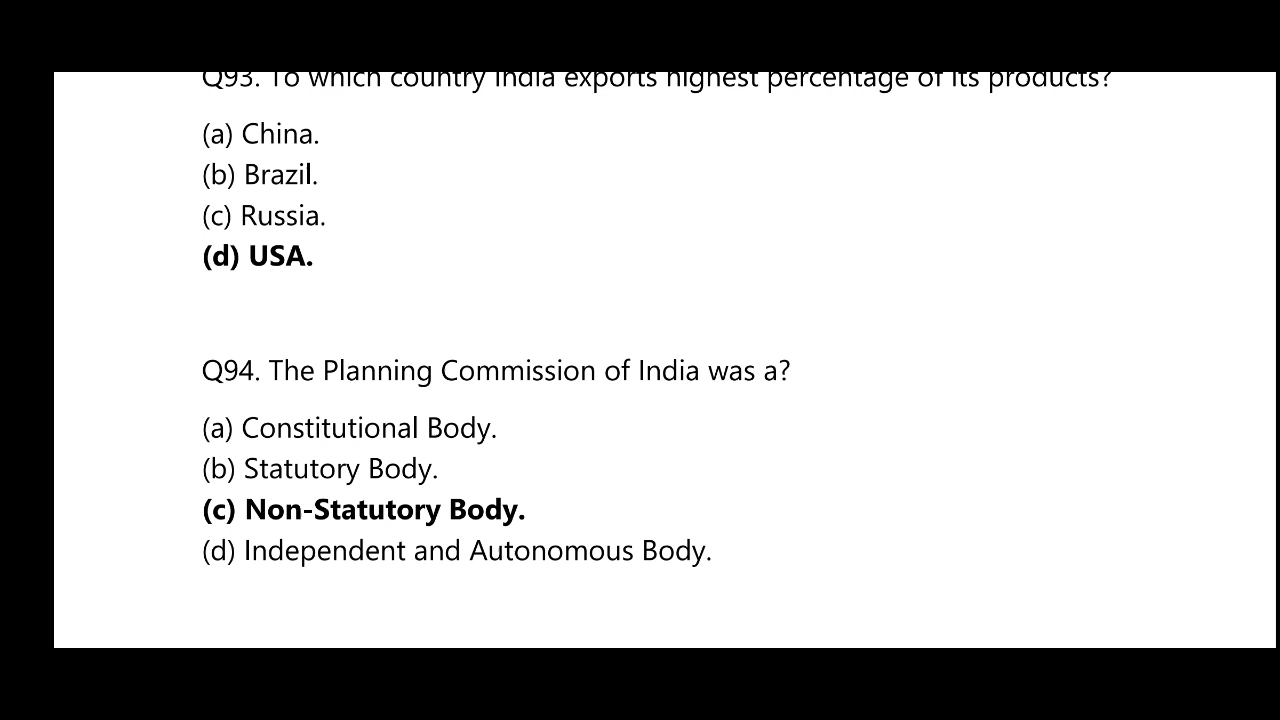 Q93. To which country India exports highest percentage of its products?
(a) China.
(b) Brazil.
(c) Russia.
(d) USA.
Q94. The Planning Commission of India was a?
(a) Constitutional Body.
(b) Statutory Body.
(c) Non-Statutory Body.
(d) Independent and Autonomous Body.